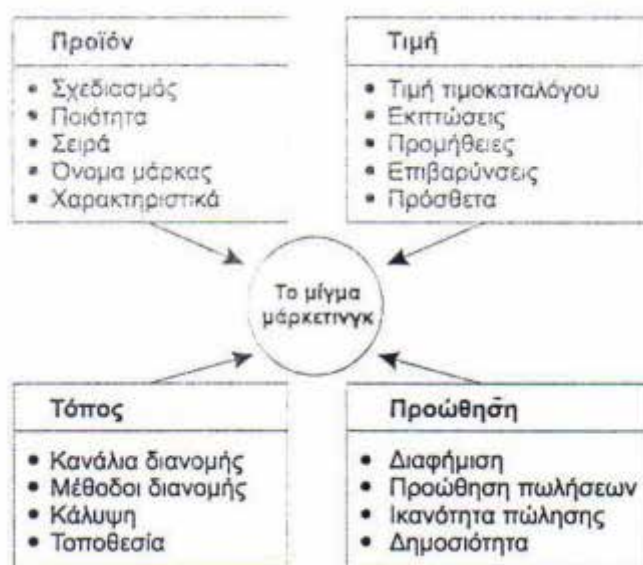 Προϊόν
• Σχεδιασμός
• Ποιότητα
• Σειρά
• Όνομα μάρκας
• Χαρακτηριστικά
Τιμή
• Τιμή τιμοκαταλόγου
• Εκπτώσεις
• Προμήθειες
• Επιβαρύνσεις
• Πρόσθετα
Το μίγμα
μάρκετινγκ
Τόπος
• Κανάλια διανομής
• Μέθοδοι διανομής
• Κάλυψη
• Τοποθεσία
Προώθηση
• Διαφήμιση
• Προώθηση πωλήσεων
• Ικανότητα πώλησης
• Δημοσιότητα